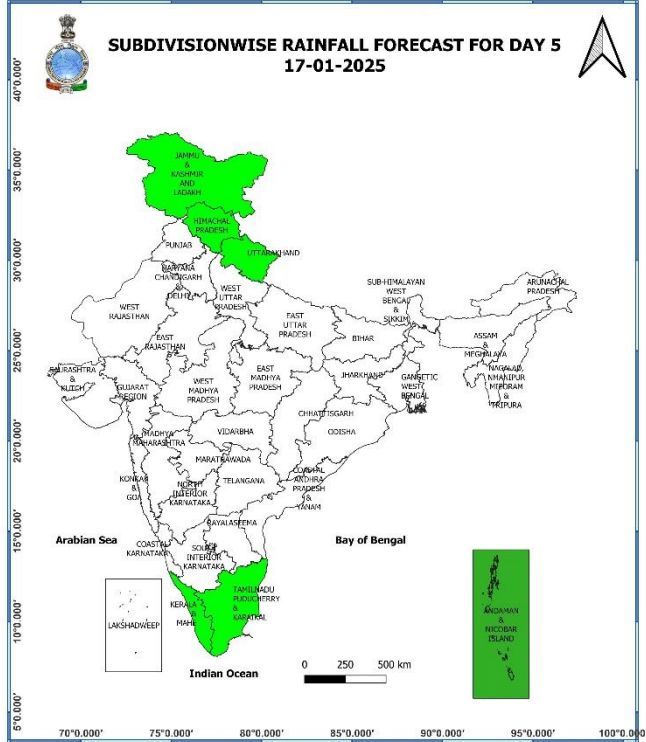 SUBDIVISIONWISE RAINFALL FORECAST FOR DAY 5
17-01-2025
40°0.000'
35°0.000'
30°0.000'
25°0.000'
20°0.000'
15°0.000'
10°0.000'
5°0.000'
JAMMU
&
KASHMIR
AND
LADAKH
HIMACHAL
PRADESH
UTTARAKHAND
PUNJAB
HARYANA
CHANDIGARH
&
DELHI
WEST
UTTAR
PRADESH
WEST
RAJASTHAN
EAST
RAJASTHAN
EAST
UTTAR
PRADESH
SUB-HIMALAYAN
WEST
BENGAL
&
SIKKIM
ARUNACHAL
PRADESH
BIHAR
ASSAM
&
MEGHALAYA
NAGALAD
NMANIPUR
MIZORAM
&
TRIPURA
SAURASHTRA
&
KUTCH
GUJARAT
REGION
WEST
MADHYA
PRADESH
EAST
MADHYA
PRADESH
JHARKHAND
GANGETIC
WEST
BENGAL
CHHATTISGARH
ODISHA
MADHYA
MAHARASHTRA
VIDARBHA
MARATHWADA
KONKAN
&
GOA
NORTH
INTERIOR
KARNATAKA
TELANGANA
COASTAL
ANDHRA
PRADESH
&
YANAM
RAYALASEEMA
COASTAL
KARNATAKA
SOUTH
INTERIOR
KARNATAKA
Arabian Sea
Bay of Bengal
LAKSHADWEEP
KERALA
&
MAHE
TAMILNADU
PUDUCHERRY
&
KARAIKAL
ANDAMAN
&
NICOBAR
ISLAND
Indian Ocean
0 250 500 km
70°0.000' 75°0.000' 80°0.000' 85°0.000' 90°0.000' 95°0.000' 100°0.000'